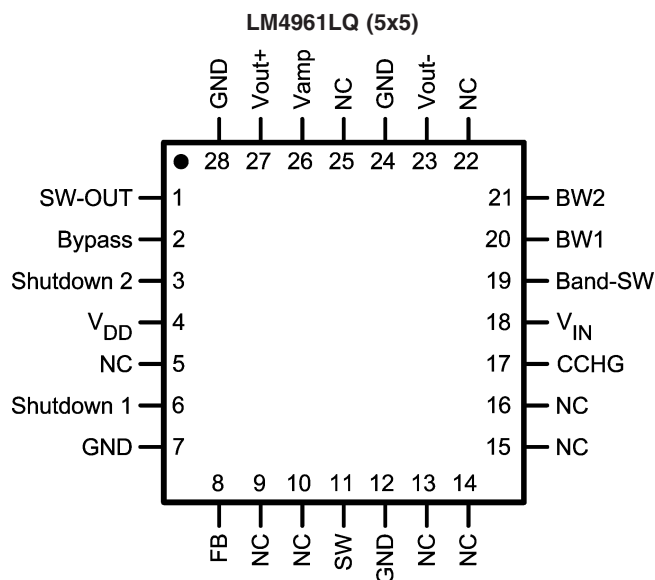 LM4961LQ (5x5)
GND Vout+ Vamp NC GND Vout- NC
28 27 26 25 24 23 22
SW-OUT 1 21 BW2
Bypass 2 20 BW1
Shutdown 2 3 19 Band-SW
VDD 4 18 VIN
NC 5 17 CCHG
Shutdown 1 6 16 NC
GND 7 15 NC
8 9 10 11 12 13 14
FB NC NC SW GND NC NC